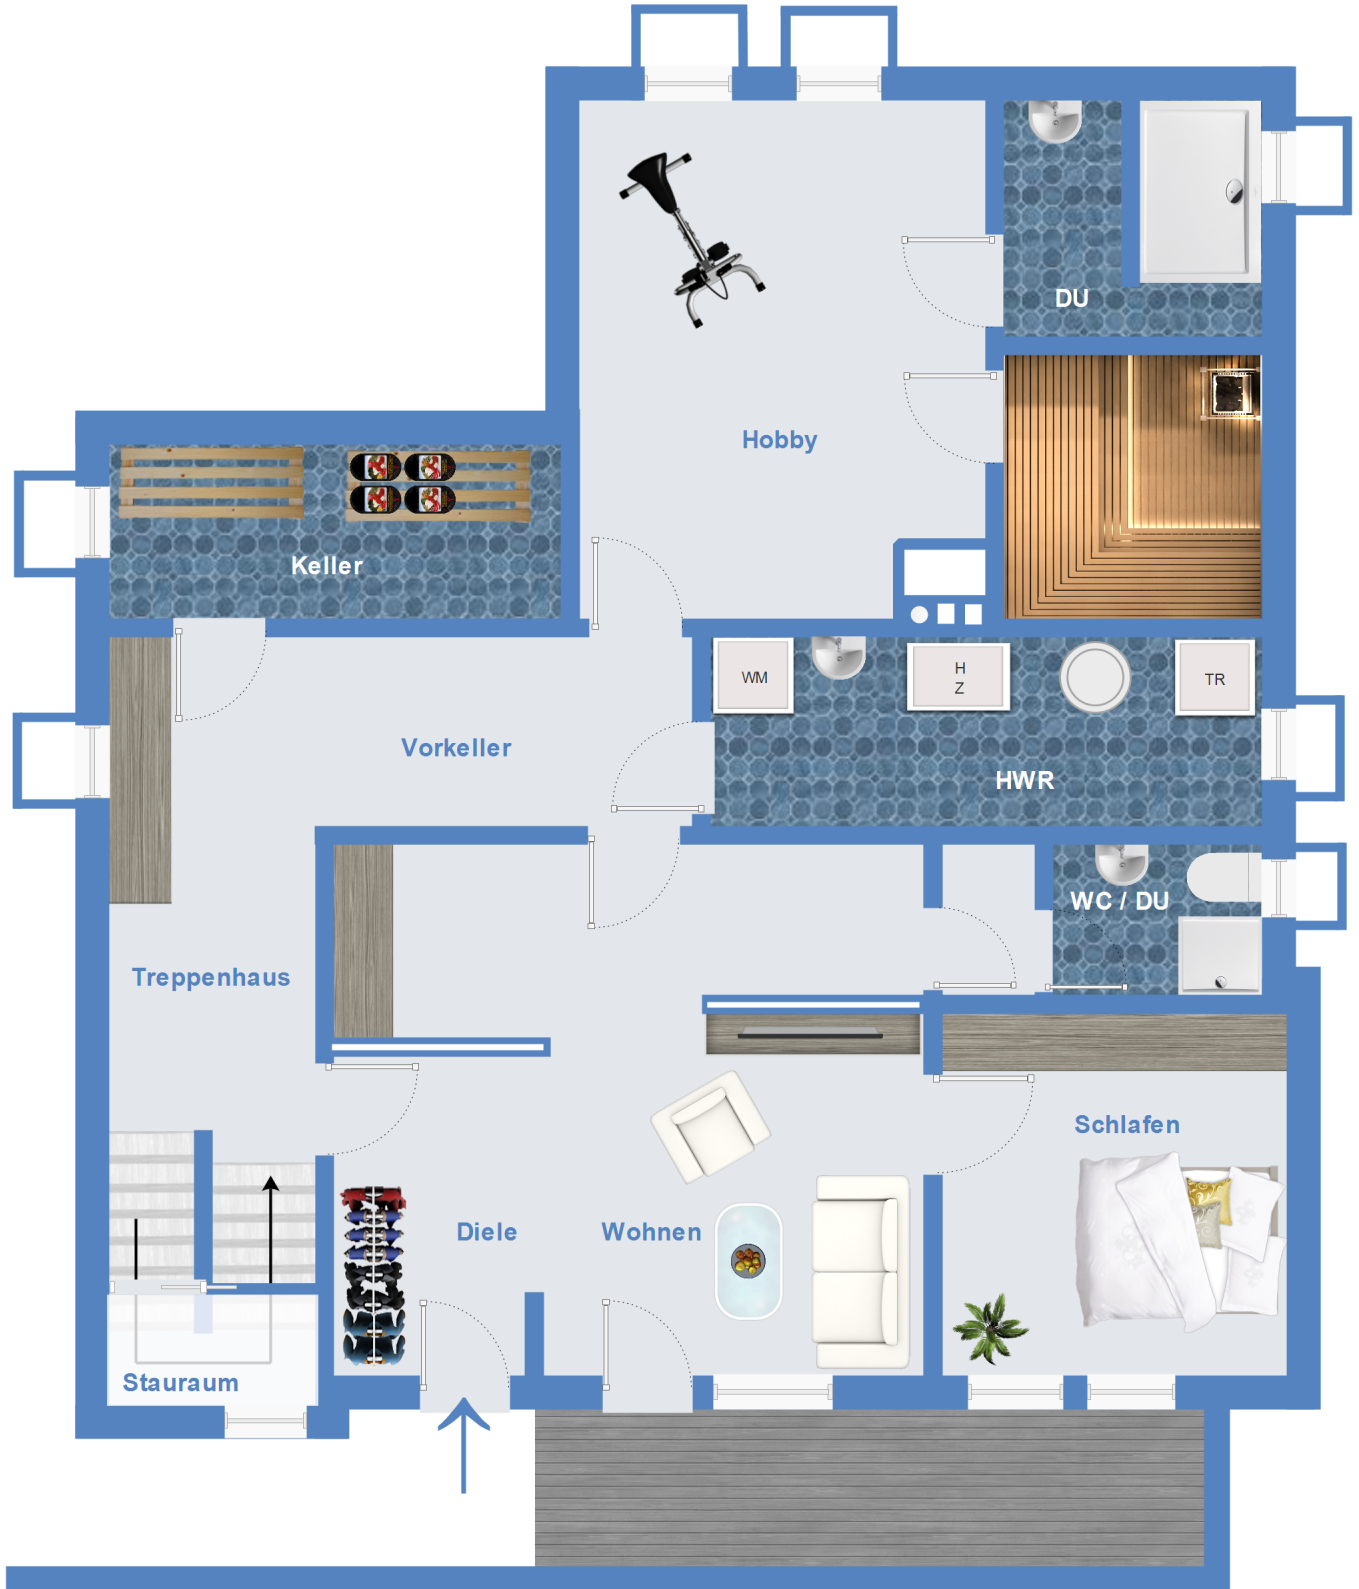 DU
Hobby
Keller
WM
H
Z
TR
Vorkeller
HWR
WC / DU
Treppenhaus
Schlafen
Diele
Wohnen
Stauraum